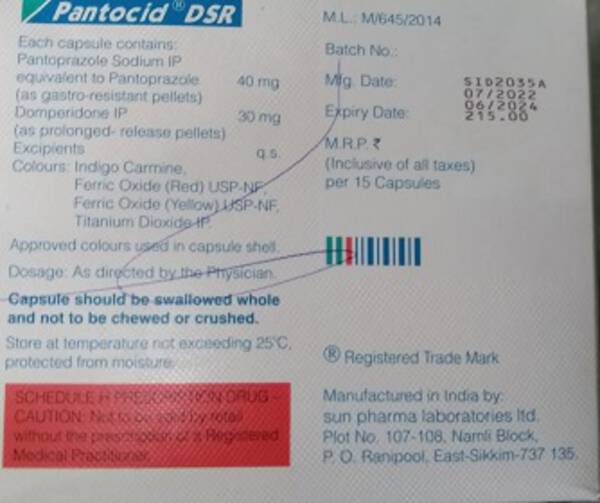 Pantocid® DSR
Each capsule contains:
Pantoprazole Sodium IP
equivalent to Pantoprazole 40 mg
(as gastro-resistant pellets)
Domperidone IP 30 mg
(as prolonged- release pellets)
Excipients q.s.
Colours: Indigo Carmine,
Ferric Oxide (Red) USP-NF,
Ferric Oxide (Yellow) USP-NF,
Titanium Dioxide IP
Approved colours used in capsule shell.
Dosage: As directed by the Physician.
Capsule should be swallowed whole
and not to be chewed or crushed.
Store at temperature not exceeding 25°C,
protected from moisture.
SCHEDULE H PRESCRIPTION DRUG -
CAUTION: Not to be sold by retail
without the prescription of a Registered
Medical Practitioner.
M.L.: M/645/2014
Batch No.:
Mfg. Date: SID2035A
07/2022
Expiry Date: 06/2024
215.00
M.R.P. ₹
(Inclusive of all taxes)
per 15 Capsules
® Registered Trade Mark
Manufactured in India by:
sun pharma laboratories ltd.
Plot No. 107-108, Namli Block,
P. O. Ranipool, East-Sikkim-737 135.